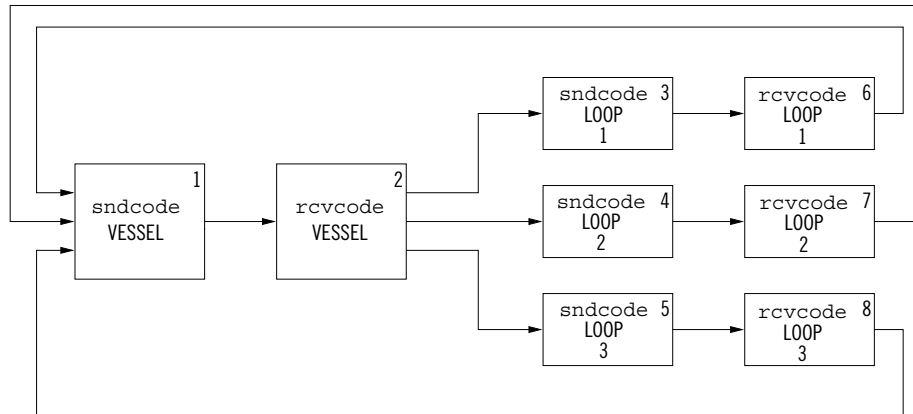 1
sndcode
VESSEL
2
rcvcode
VESSEL
sndcode 3
LOOP
1
rcvcode 6
LOOP
1
sndcode 4
LOOP
2
rcvcode 7
LOOP
2
sndcode 5
LOOP
3
rcvcode 8
LOOP
3